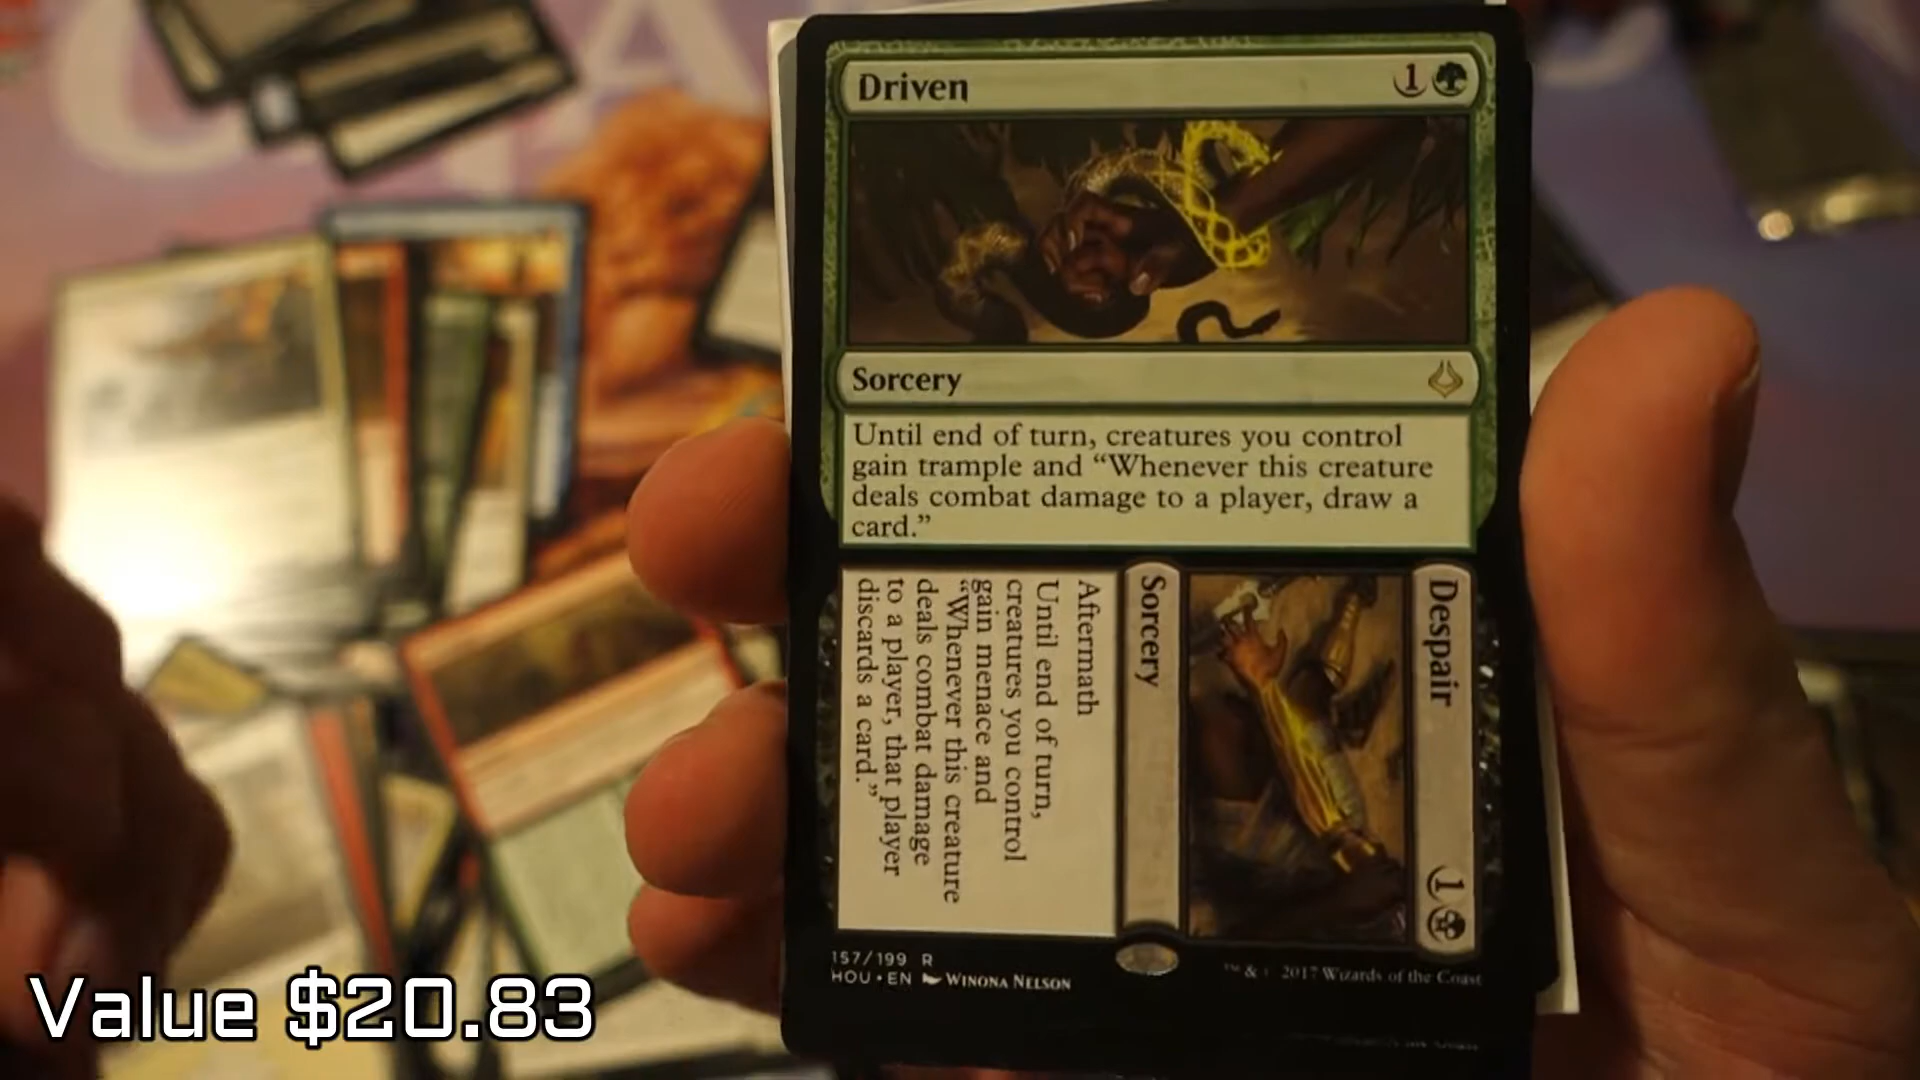 Driven 1
Sorcery
Until end of turn, creatures you control
gain trample and “Whenever this creature
deals combat damage to a player, draw a
card.”
Despair 1
Sorcery
Aftermath
Until end of turn,
creatures you control
gain menace and
“Whenever this creature
deals combat damage
to a player, that player
discards a card.”
157/199 R
HOU • EN WINONA NELSON
™ & 2017 Wizards of the Coast
Value $20.83